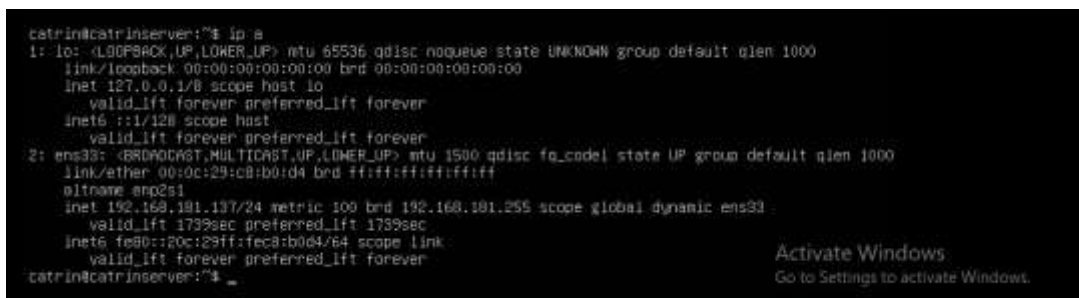 catrin@catrinserver:~$ ip a
1: lo: <LOOPBACK,UP,LOWER_UP> mtu 65536 qdisc noqueue state UNKNOWN group default qlen 1000
link/loopback 00:00:00:00:00:00 brd 00:00:00:00:00:00
inet 127.0.0.1/8 scope host lo
valid_lft forever preferred_lft forever
inet6 ::1/128 scope host
valid_lft forever preferred_lft forever
2: ens33: <BROADCAST,MULTICAST,UP,LOWER_UP> mtu 1500 qdisc fq_codel state UP group default qlen 1000
link/ether 00:0c:29:c8:b0:d4 brd ff:ff:ff:ff:ff:ff
altname enp2s1
inet 192.168.181.137/24 metric 100 brd 192.168.181.255 scope global dynamic ens33
valid_lft 1739sec preferred_lft 1739sec
inet6 fe80::20c:29ff:fec8:b0d4/64 scope link
valid_lft forever preferred_lft forever
catrin@catrinserver:~$ _
Activate Windows
Go to Settings to activate Windows.